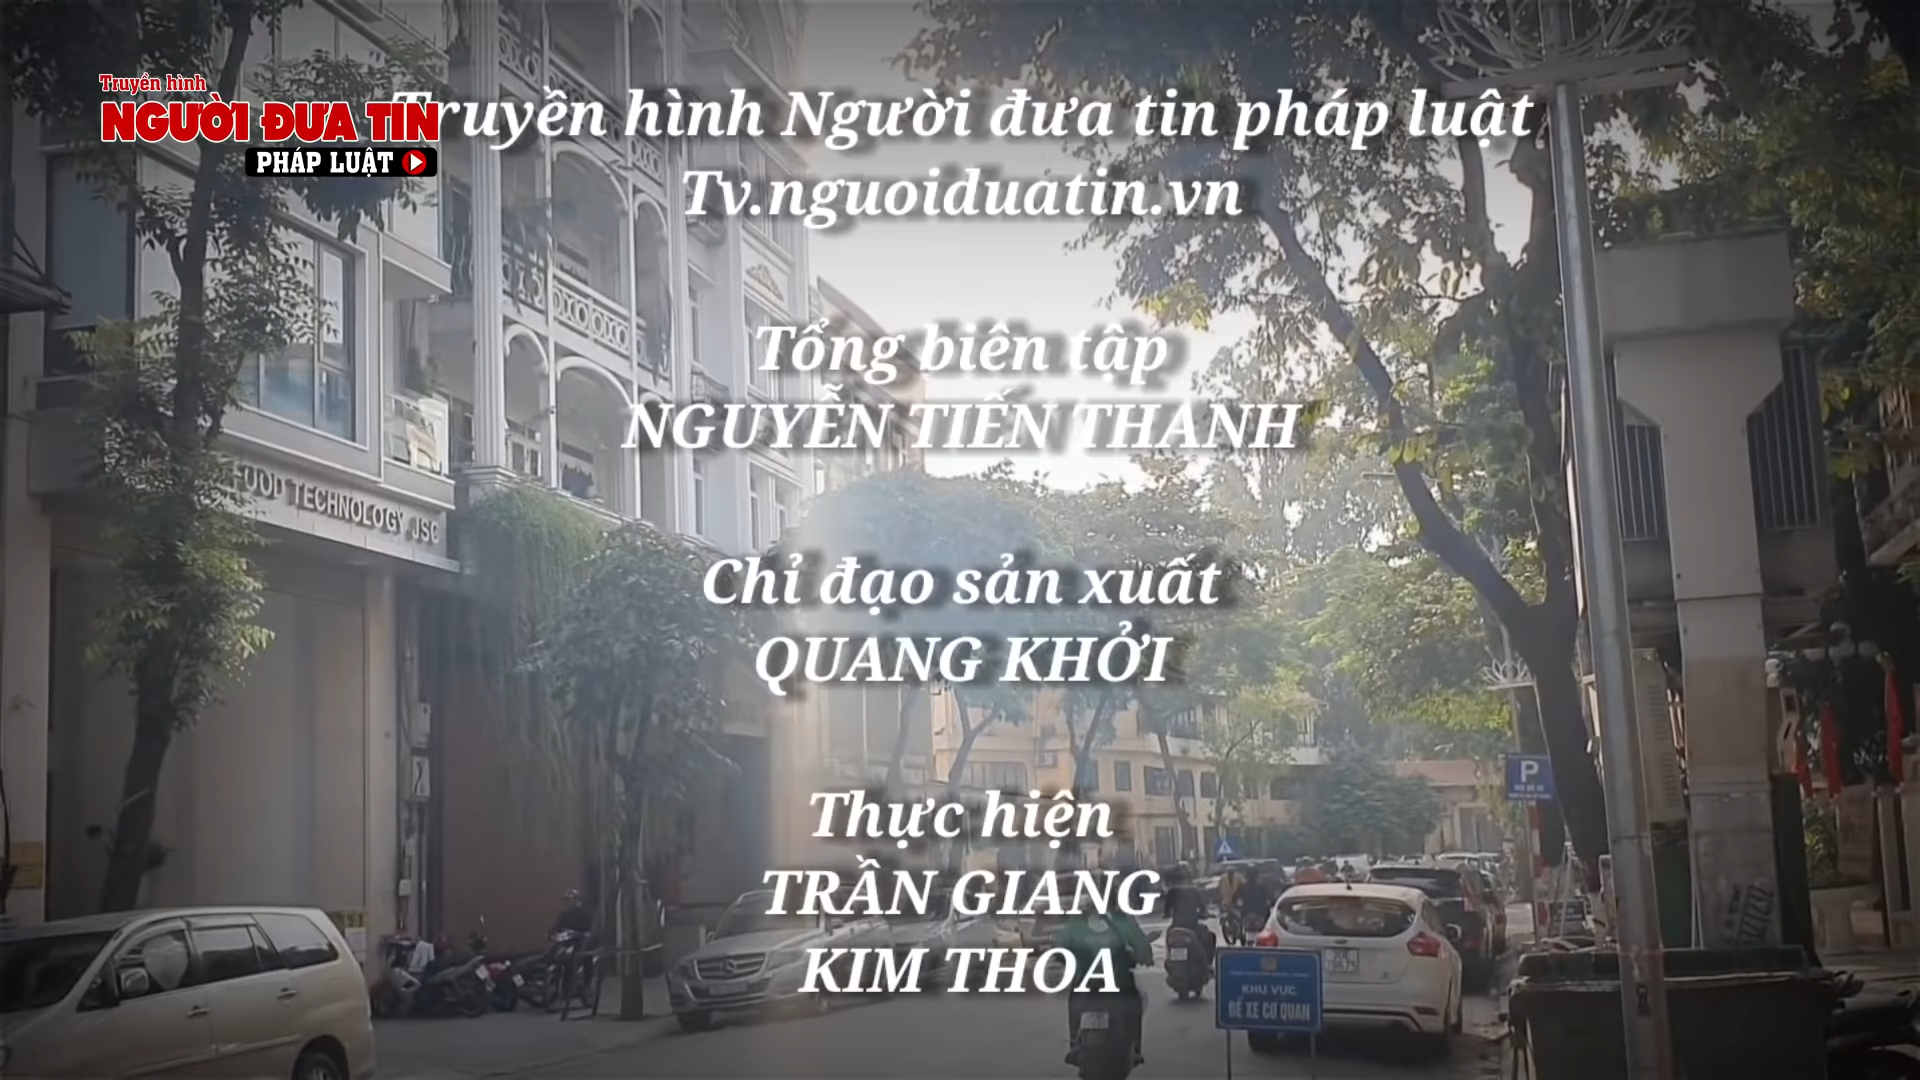 Truyền hình
NGƯỜI ĐƯA TIN
PHÁP LUẬT
Truyền hình Người đưa tin pháp luật
Tv.nguoiduatin.vn
Tổng biên tập
NGUYỄN TIẾN THANH
Chỉ đạo sản xuất
QUANG KHỞI
Thực hiện
TRẦN GIANG
KIM THOA
FOOD TECHNOLOGY JSC
P
KHU VỰC
ĐỂ XE CƠ QUAN